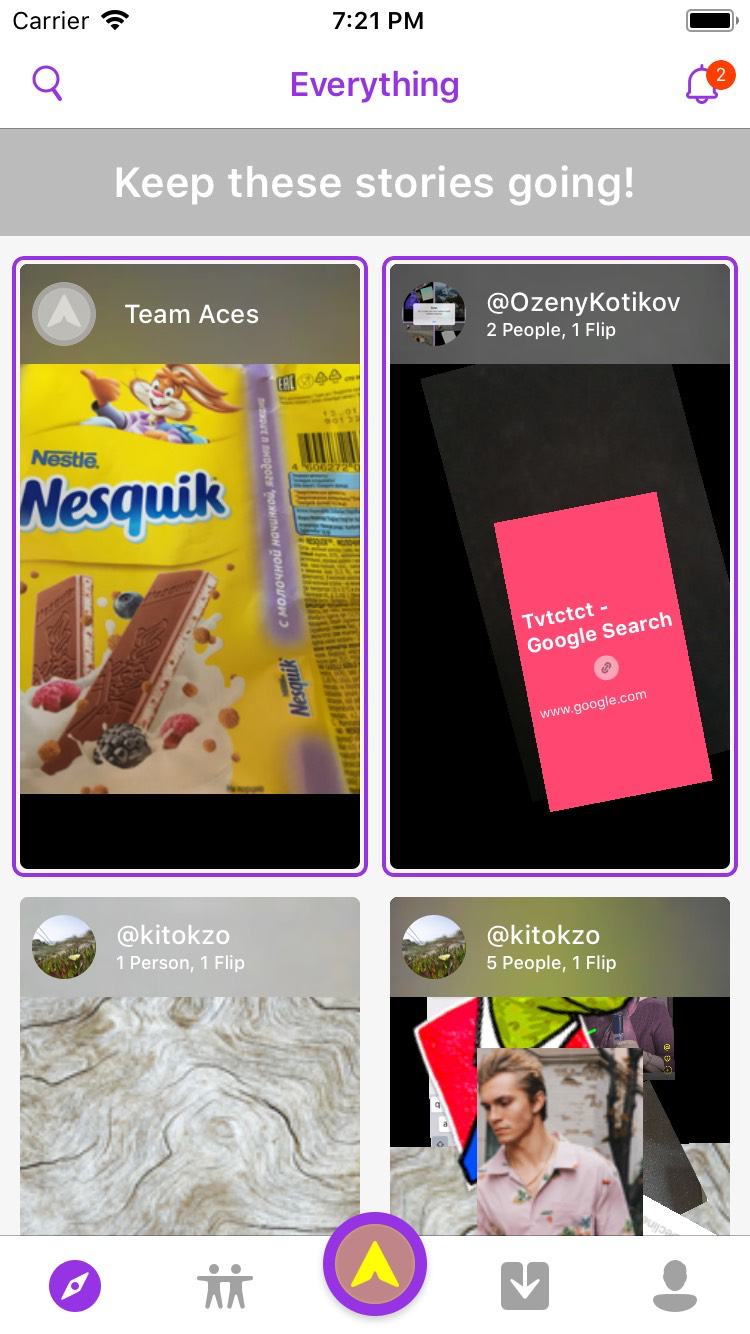 Carrier
7:21 PM
Everything
2
Keep these stories going!
Team Aces
EAC
Nestlé.
Nesquik
с молочной начинкой, ягодами и злаками
Nesquik
@OzenyKotikov
2 People, 1 Flip
Tvtctct -
Google Search
www.google.com
@kitokzo
1 Person, 1 Flip
@kitokzo
5 People, 1 Flip
q
a